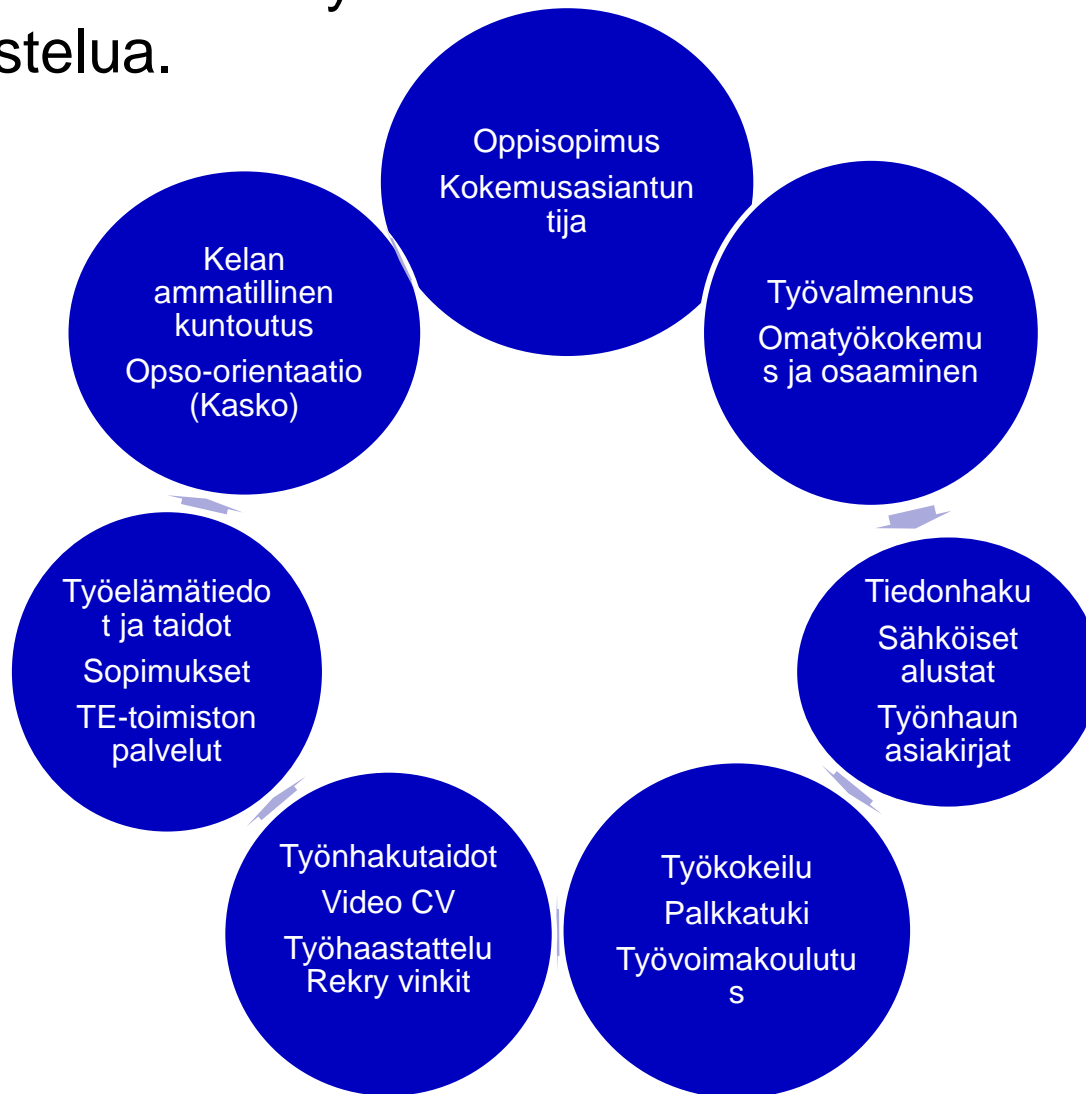 stelua.
Oppisopimus
Kokemusasiantun
tija
Työvalmennus
Omatyökokemu
s ja osaaminen
Tiedonhaku
Sähköiset
alustat
Työnhaun
asiakirjat
Työkokeilu
Palkkatuki
Työvoimakoulutu
s
Työnhakutaidot
Video CV
Työhaastattelu
Rekry vinkit
Työelämätiedo
t ja taidot
Sopimukset
TE-toimiston
palvelut
Kelan
ammatillinen
kuntoutus
Opso-orientaatio
(Kasko)